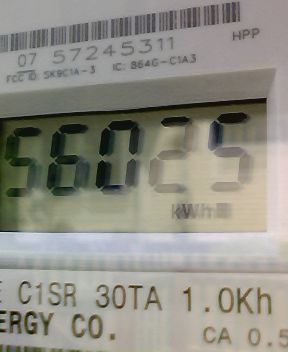 07 57245311
HPP
FCC ID: SK9C1A-3 IC: 864G-C1A3
56025
kWh
E C1SR 30TA 1.0Kh
ERGY CO.
CA 0.5